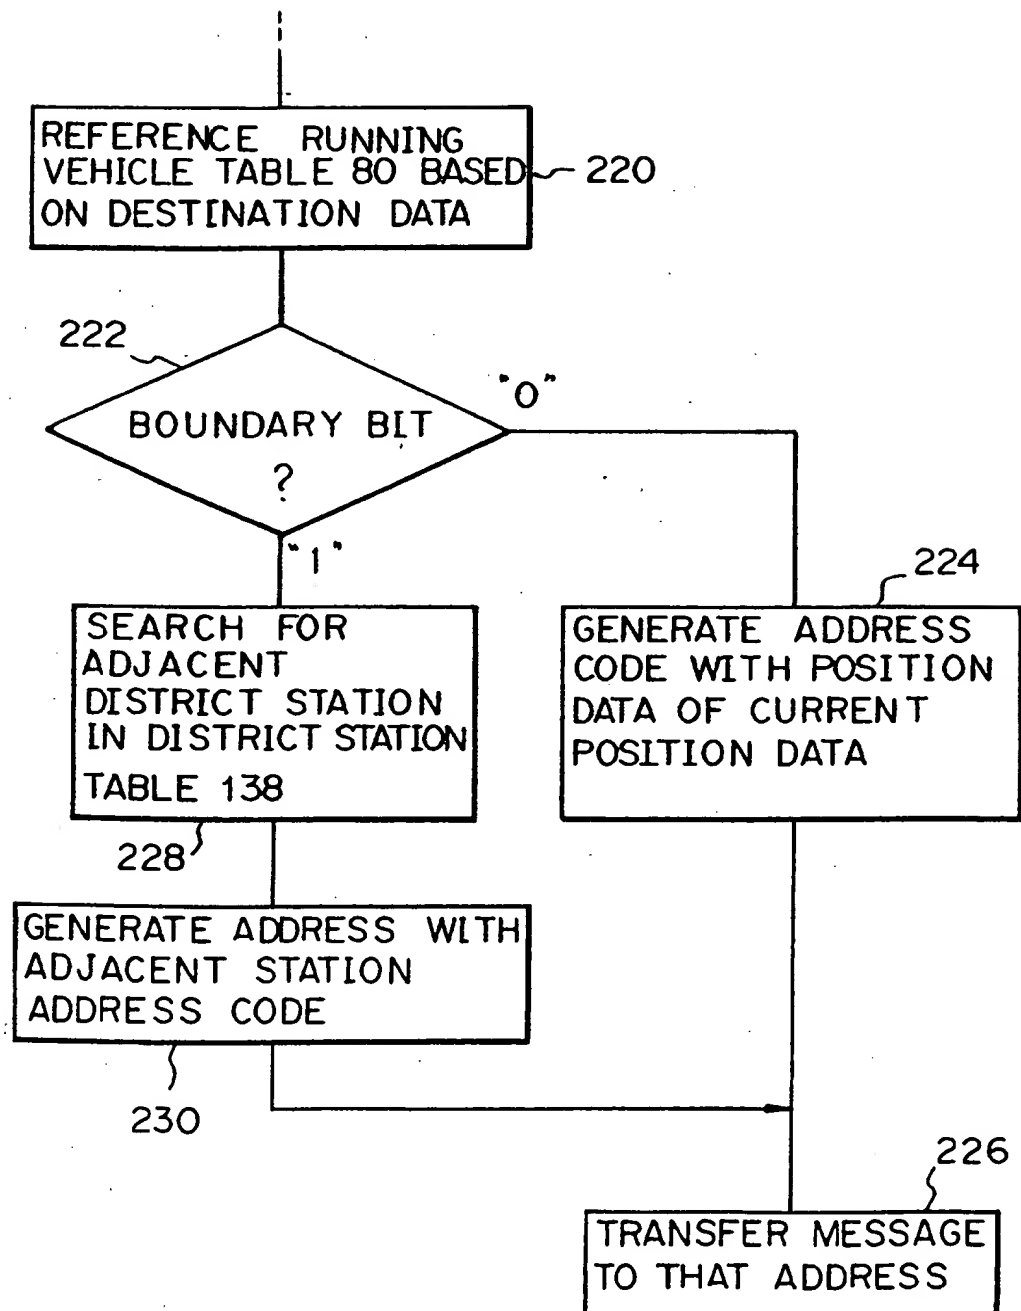 REFERENCE RUNNING
VEHICLE TABLE 80 BASED
ON DESTINATION DATA
220
222
"0"
BOUNDARY BIT
?
"1"
224
SEARCH FOR
ADJACENT
DISTRICT STATION
IN DISTRICT STATION
TABLE 138
GENERATE ADDRESS
CODE WITH POSITION
DATA OF CURRENT
POSITION DATA
228
GENERATE ADDRESS WITH
ADJACENT STATION
ADDRESS CODE
230
226
TRANSFER MESSAGE
TO THAT ADDRESS